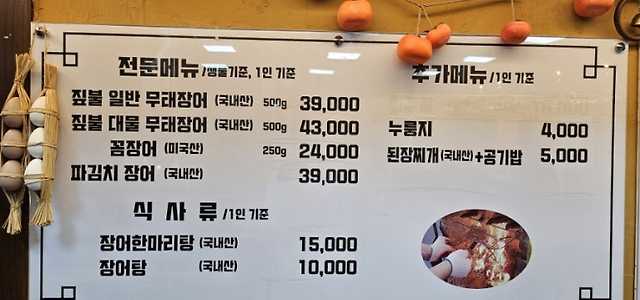 전문메뉴/생물기준, 1인 기준
짚불 일반 무태장어 (국내산) 500g 39,000
짚불 대물 무태장어 (국내산) 500g 43,000
꼼장어 (미국산) 250g 24,000
파김치 장어 (국내산) 39,000
식 사 류 /1인 기준
장어한마리탕 (국내산) 15,000
장어탕 (국내산) 10,000
추가메뉴/1인 기준
누룽지 4,000
된장찌개(국내산)+공기밥 5,000